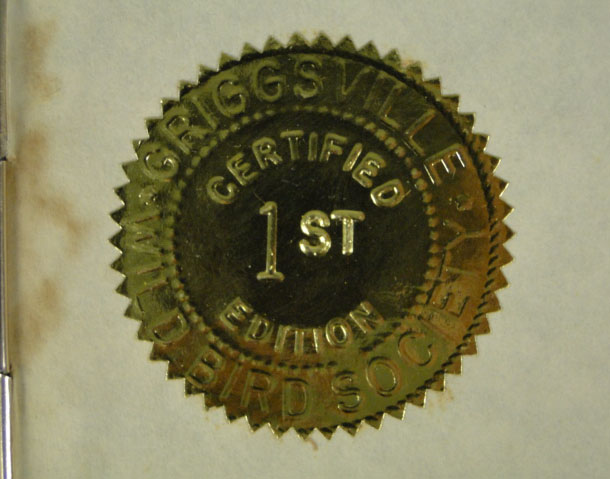 GRIGGSVILLE
WILD BIRD SOCIETY
CERTIFIED
1ST
EDITION